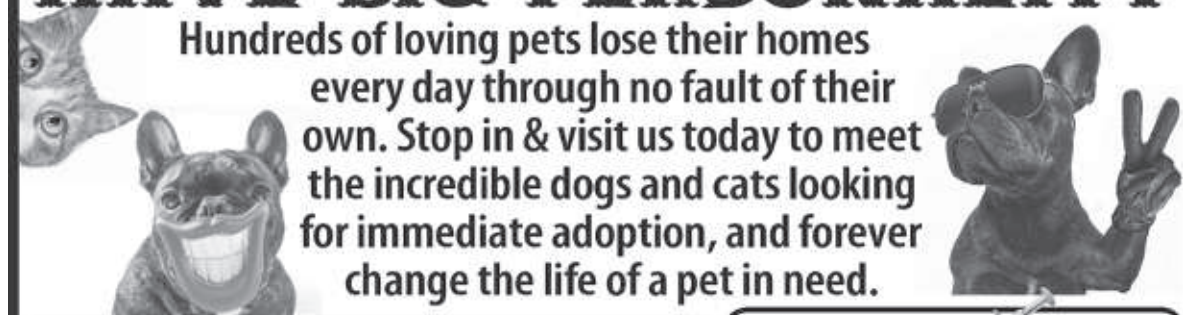 Hundreds of loving pets lose their homes
every day through no fault of their
own. Stop in & visit us today to meet
the incredible dogs and cats looking
for immediate adoption, and forever
change the life of a pet in need.